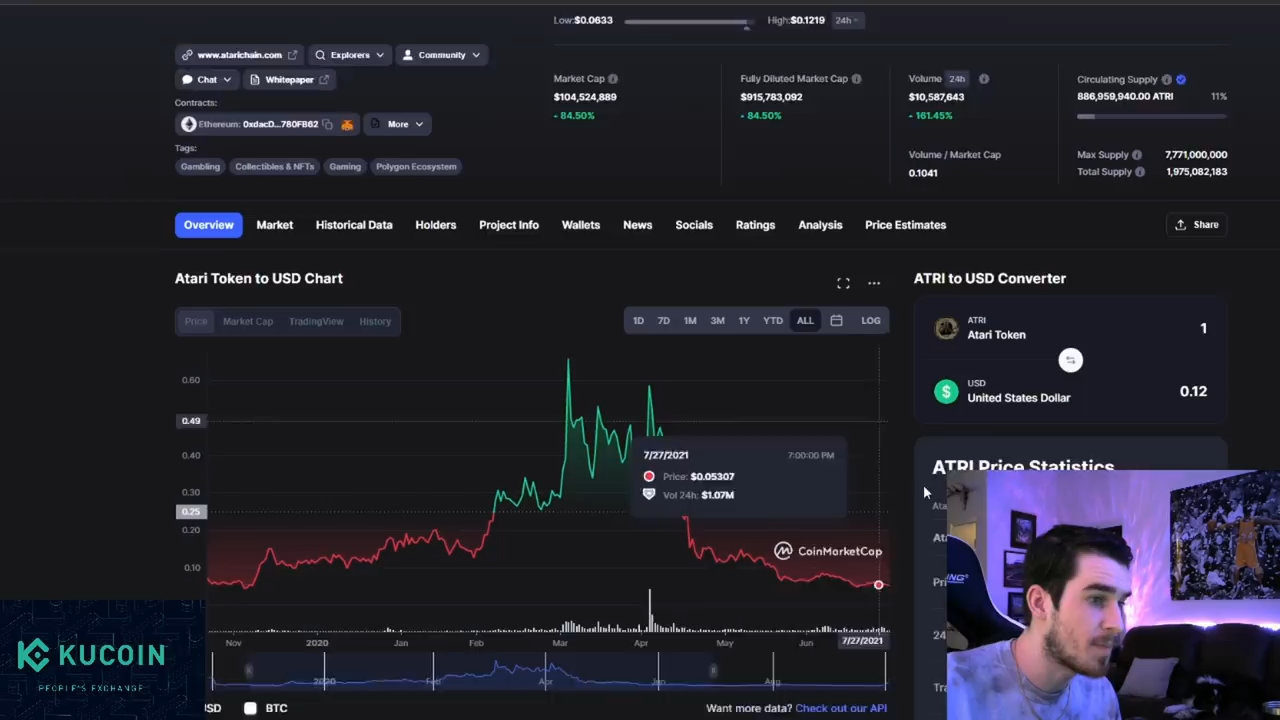 Low:$0.0633 High:$0.1219 24h
www.atarichain.com Explorers Community
Chat Whitepaper
Contracts:
Ethereum: 0xdacD...780FB62 More
Tags:
Gambling Collectibles & NFTs Gaming Polygon Ecosystem
Market Cap
$104,524,889
84.50%
Fully Diluted Market Cap
$915,783,092
84.50%
Volume 24h
$10,587,643
161.45%
Volume / Market Cap
0.1041
Circulating Supply
886,959,940.00 ATRI 11%
Max Supply 7,771,000,000
Total Supply 1,975,082,183
Overview Market Historical Data Holders Project Info Wallets News Socials Ratings Analysis Price Estimates Share
Atari Token to USD Chart
Price Market Cap TradingView History
1D 7D 1M 3M 1Y YTD ALL LOG
0.60
0.49
0.40
0.30
0.25
0.20
0.10
7/27/2021 7:00:00 PM
Price: $0.05307
Vol 24h: $1.07M
CoinMarketCap
Nov 2020 Jan Feb Mar Apr May Jun 7/27/2021
2020 Feb Apr Jun Aug
USD BTC
Want more data? Check out our API
ATRI to USD Converter
ATRI
Atari Token 1
USD
United States Dollar 0.12
ATRI Price Statistics
KUCOIN
PEOPLE'S EXCHANGE